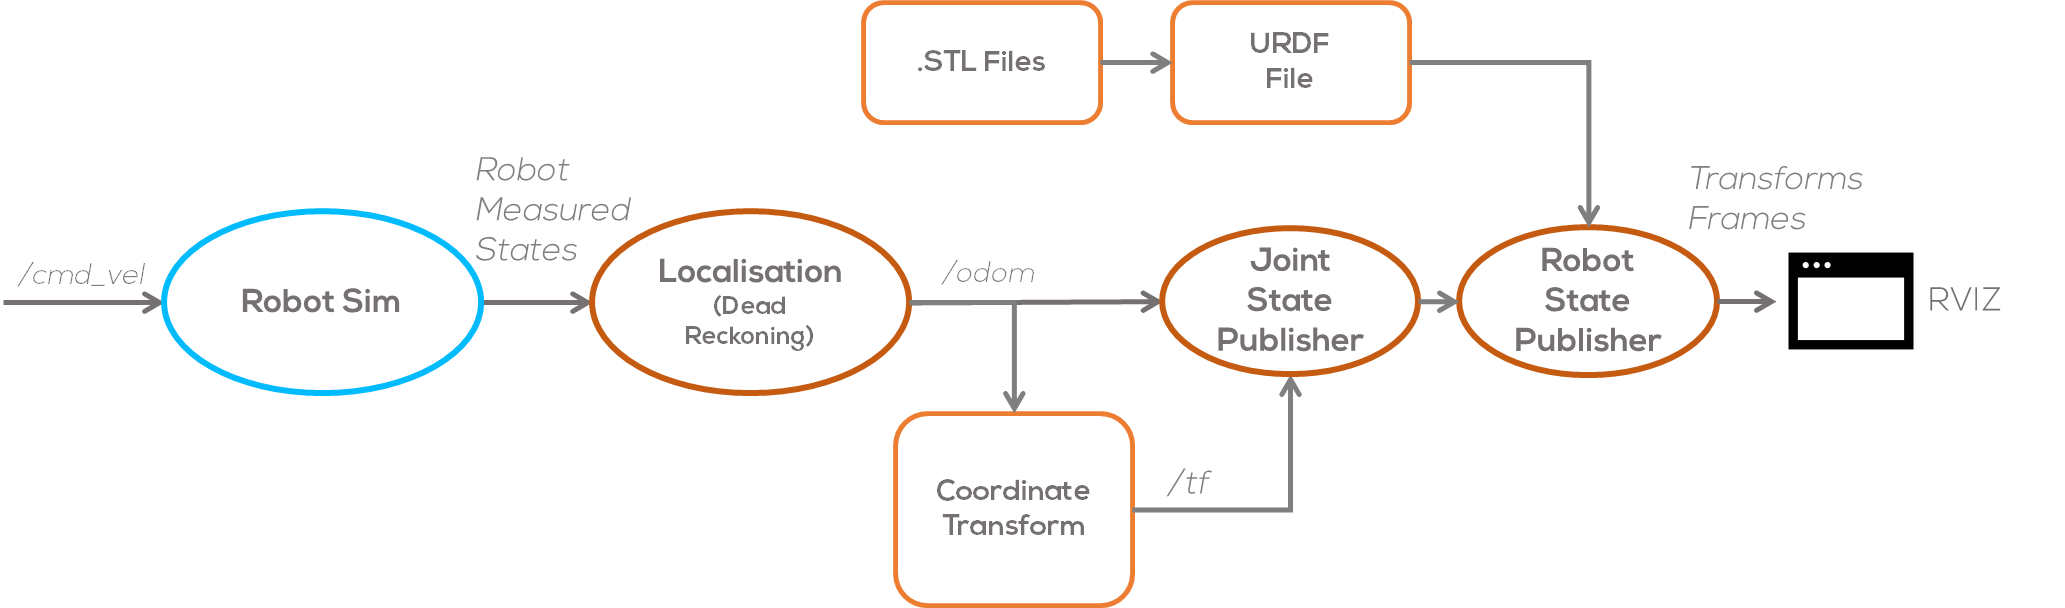 .STL Files
URDF
File
/cmd_vel
Robot Sim
Robot
Measured
States
Localisation
(Dead
Reckoning)
/odom
Coordinate
Transform
/tf
Joint
State
Publisher
Robot
State
Publisher
Transforms
Frames
RVIZ